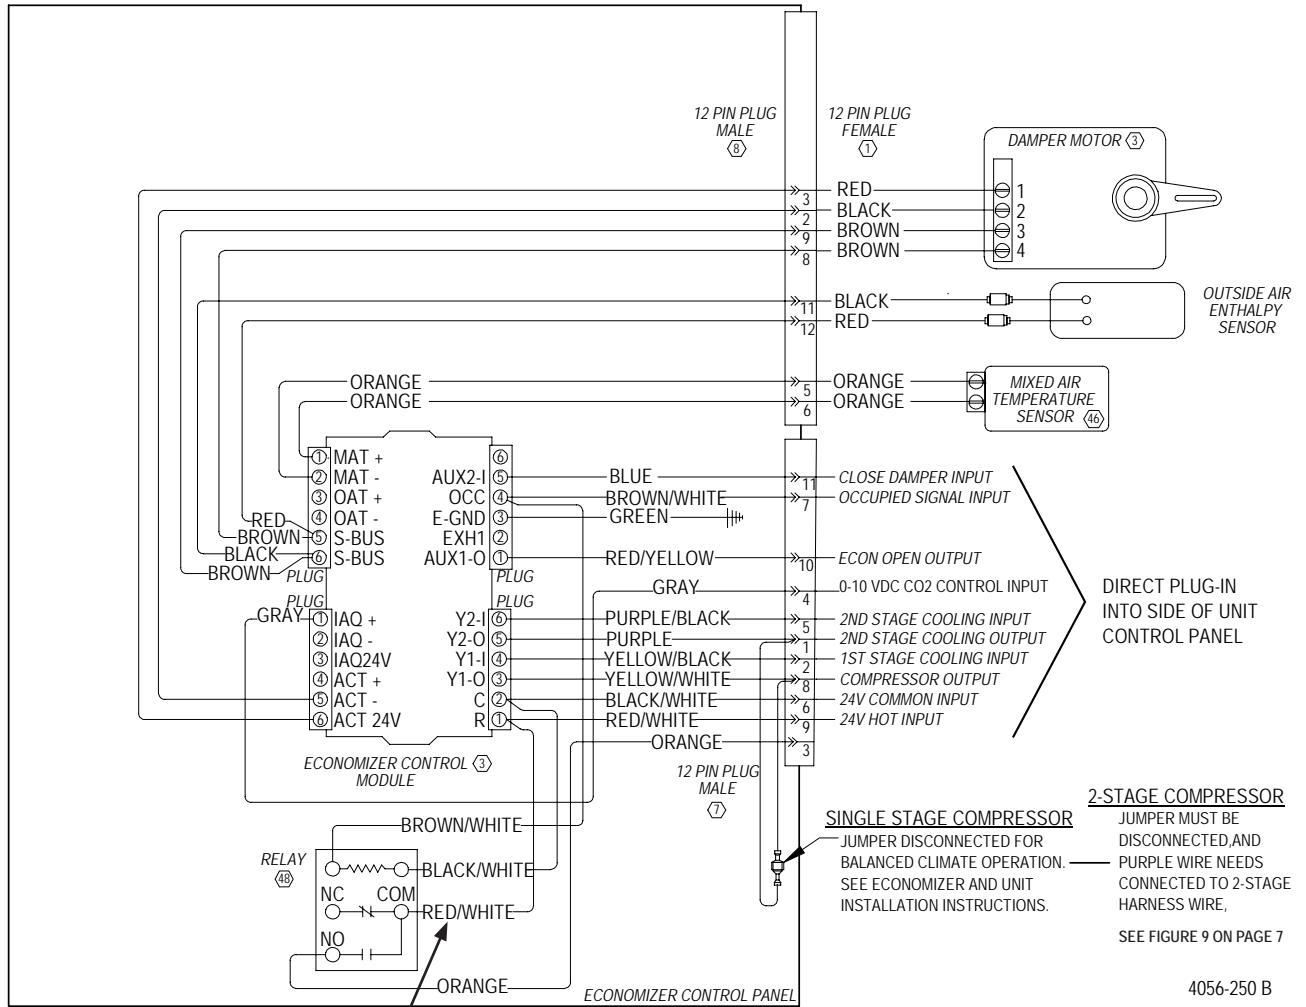 12 PIN PLUG
MALE
8
12 PIN PLUG
FEMALE
1
DAMPER MOTOR 3
3 RED 1
2 BLACK 2
9 BROWN 3
8 BROWN 4
11 BLACK
12 RED
OUTSIDE AIR
ENTHALPY
SENSOR
ORANGE 5 ORANGE
ORANGE 6 ORANGE
MIXED AIR
TEMPERATURE
SENSOR 46
1 MAT +
2 MAT -
3 OAT +
4 OAT -
RED 5 S-BUS
BROWN
BLACK 6 S-BUS
BROWN
PLUG
6
AUX2-I 5 BLUE 11 CLOSE DAMPER INPUT
OCC 4 BROWN/WHITE 7 OCCUPIED SIGNAL INPUT
E-GND 3 GREEN
EXH1 2
AUX1-O 1 RED/YELLOW 10 ECON OPEN OUTPUT
PLUG
GRAY 4 0-10 VDC CO2 CONTROL INPUT
PLUG
GRAY 1 IAQ +
2 IAQ -
3 IAQ24V
4 ACT +
5 ACT -
6 ACT 24V
PLUG
Y2-I 6 PURPLE/BLACK 5 2ND STAGE COOLING INPUT
Y2-O 5 PURPLE 1 2ND STAGE COOLING OUTPUT
Y1-I 4 YELLOW/BLACK 2 1ST STAGE COOLING INPUT
Y1-O 3 YELLOW/WHITE 8 COMPRESSOR OUTPUT
C 2 BLACK/WHITE 6 24V COMMON INPUT
R 1 RED/WHITE 9 24V HOT INPUT
ORANGE 3
DIRECT PLUG-IN
INTO SIDE OF UNIT
CONTROL PANEL
ECONOMIZER CONTROL 3
MODULE
12 PIN PLUG
MALE
7
BROWN/WHITE
RELAY
48
BLACK/WHITE
NC COM
RED/WHITE
NO
ORANGE
ECONOMIZER CONTROL PANEL
SINGLE STAGE COMPRESSOR
JUMPER DISCONNECTED FOR
BALANCED CLIMATE OPERATION.
SEE ECONOMIZER AND UNIT
INSTALLATION INSTRUCTIONS.
2-STAGE COMPRESSOR
JUMPER MUST BE
DISCONNECTED,AND
PURPLE WIRE NEEDS
CONNECTED TO 2-STAGE
HARNESS WIRE,
SEE FIGURE 9 ON PAGE 7
4056-250 B